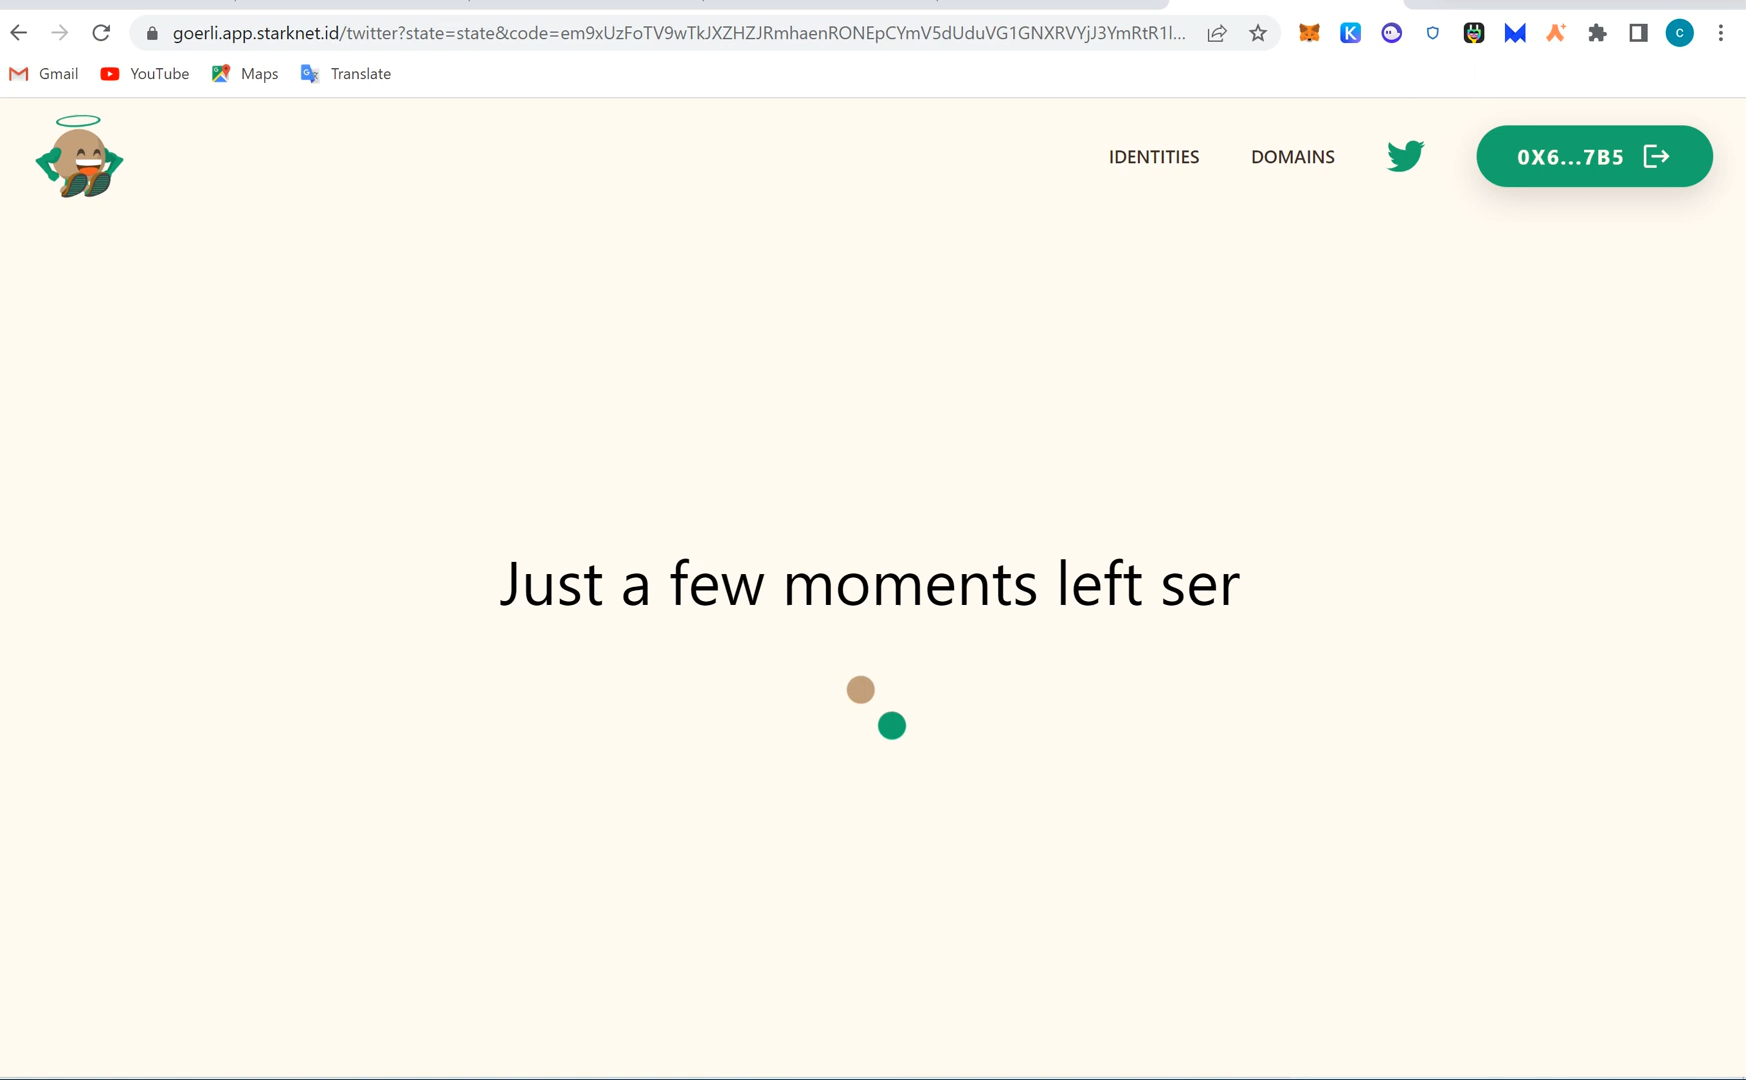 goerli.app.starknet.id/twitter?state=state&code=em9xUzFoTV9wTkJXZHZJRmhaenRONEpCYmV5dUduVG1GNXRVYjJ3YmRtR1l...
K
C
Gmail YouTube Maps Translate
IDENTITIES DOMAINS 0X6...7B5
Just a few moments left ser